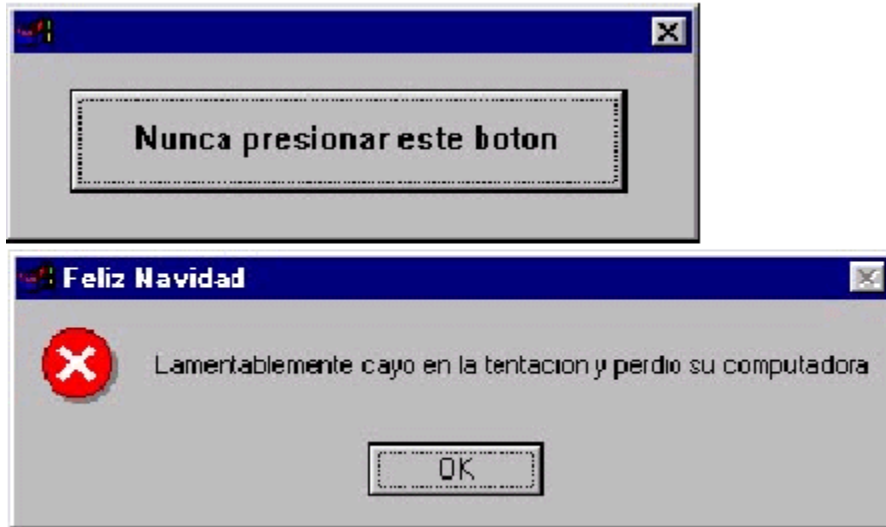 Nunca presionar este boton
Feliz Navidad
Lamentablemente cayo en la tentacion y perdio su computadora
OK